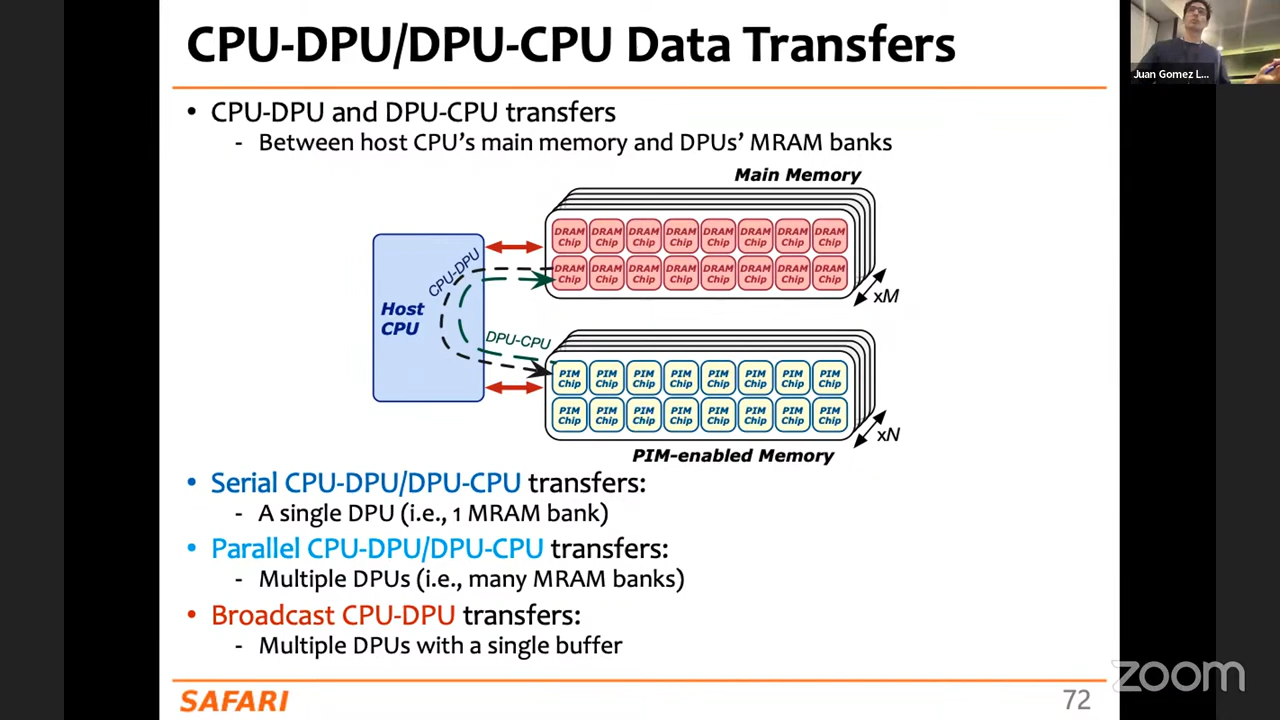 CPU-DPU/DPU-CPU Data Transfers
Juan Gomez L...
• CPU-DPU and DPU-CPU transfers
- Between host CPU's main memory and DPUs' MRAM banks
Main Memory
DRAM Chip DRAM Chip DRAM Chip DRAM Chip DRAM Chip DRAM Chip DRAM Chip DRAM Chip
DRAM Chip DRAM Chip DRAM Chip DRAM Chip DRAM Chip DRAM Chip DRAM Chip DRAM Chip
xM
CPU-DPU
Host
CPU
DPU-CPU
PIM Chip PIM Chip PIM Chip PIM Chip PIM Chip PIM Chip PIM Chip PIM Chip
PIM Chip PIM Chip PIM Chip PIM Chip PIM Chip PIM Chip PIM Chip PIM Chip
xN
PIM-enabled Memory
• Serial CPU-DPU/DPU-CPU transfers:
- A single DPU (i.e., 1 MRAM bank)
• Parallel CPU-DPU/DPU-CPU transfers:
- Multiple DPUs (i.e., many MRAM banks)
• Broadcast CPU-DPU transfers:
- Multiple DPUs with a single buffer
SAFARI
72
zoom